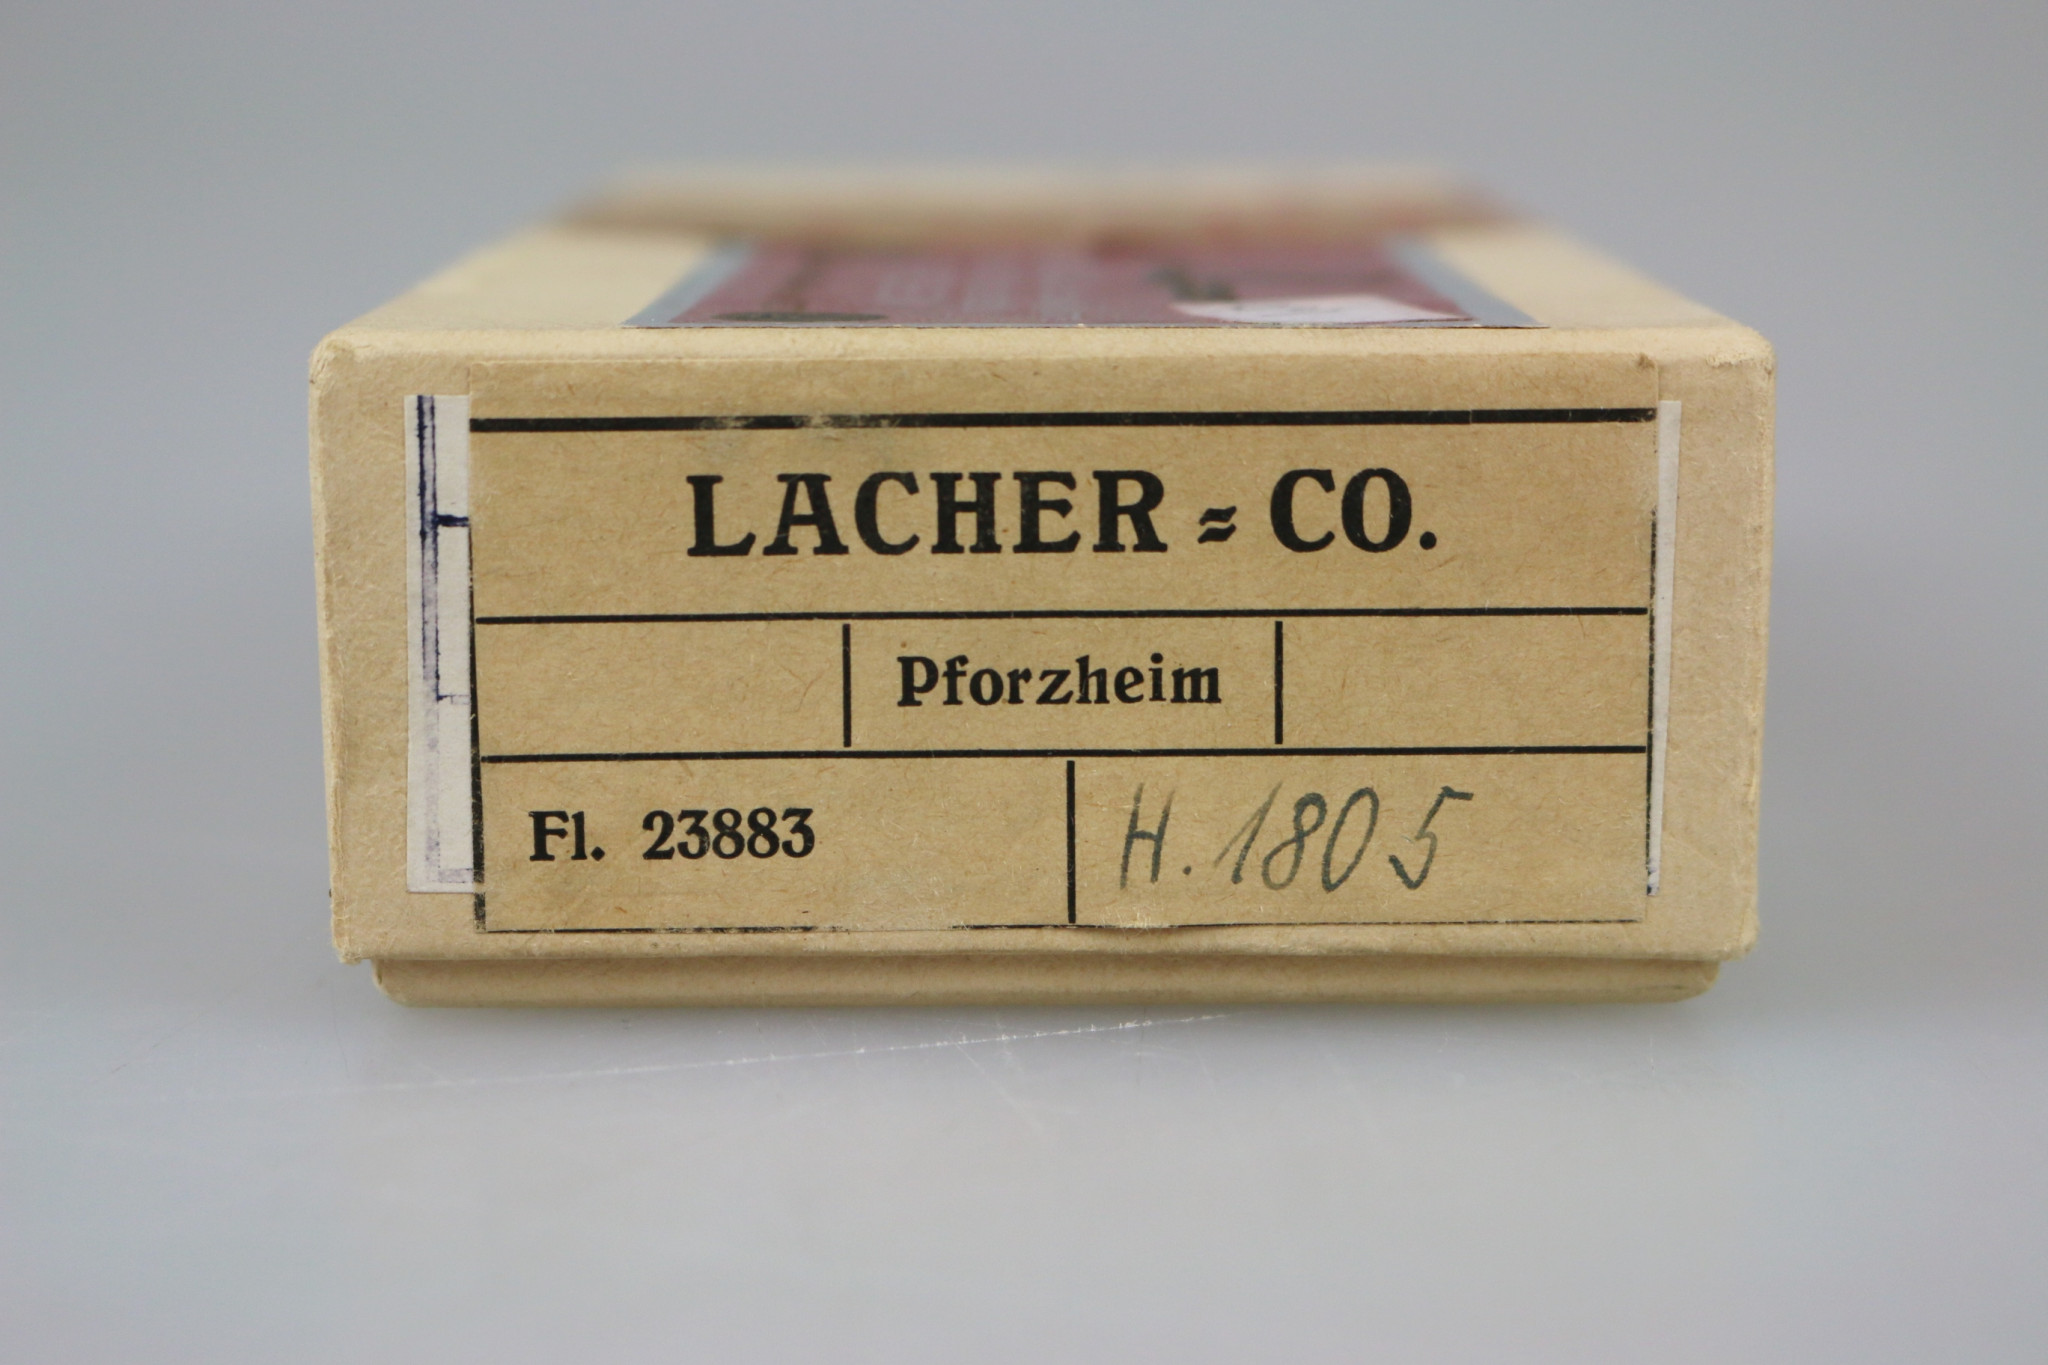 LACHER = CO.
Pforzheim
Fl. 23883
H. 1805